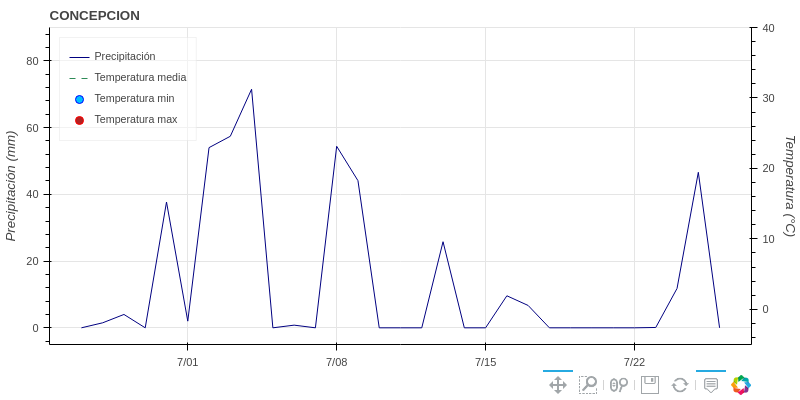 CONCEPCION
Precipitación
Temperatura media
Temperatura min
Temperatura max
Precipitación (mm)
80
60
40
20
0
Temperatura (°C)
40
30
20
10
0
7/01 7/08 7/15 7/22